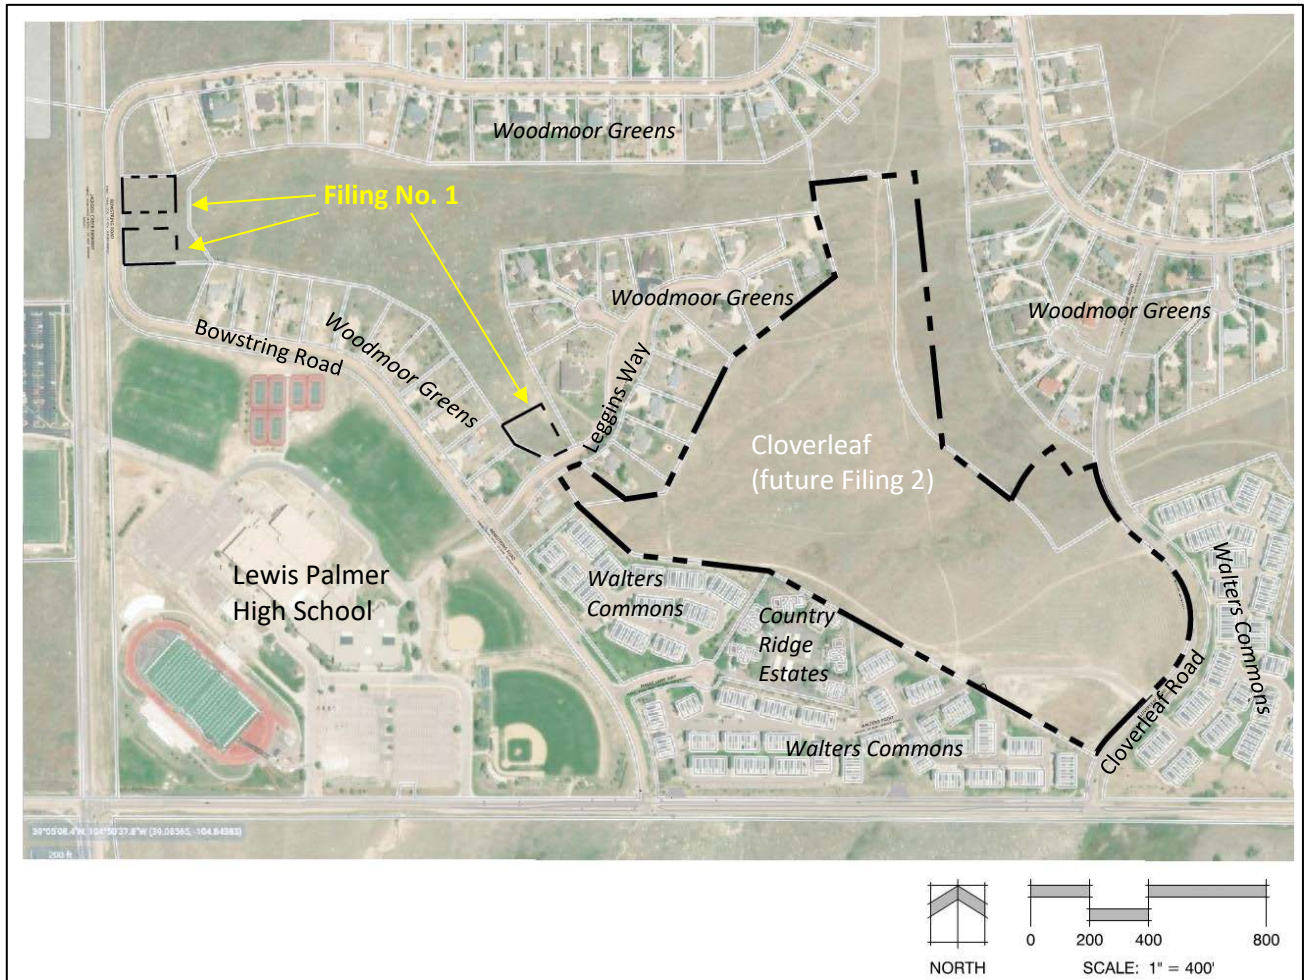 Woodmoor Greens
Filing No. 1
Woodmoor Greens
Woodmoor Greens
Woodmoor Greens
Bowstring Road
Leggins Way
Cloverleaf
(future Filing 2)
Lewis Palmer
High School
Walters
Commons
Country
Ridge
Estates
Walters Commons
Walters Commons
Cloverleaf Road
200 ft
NORTH
0 200 400 800
SCALE: 1" = 400'